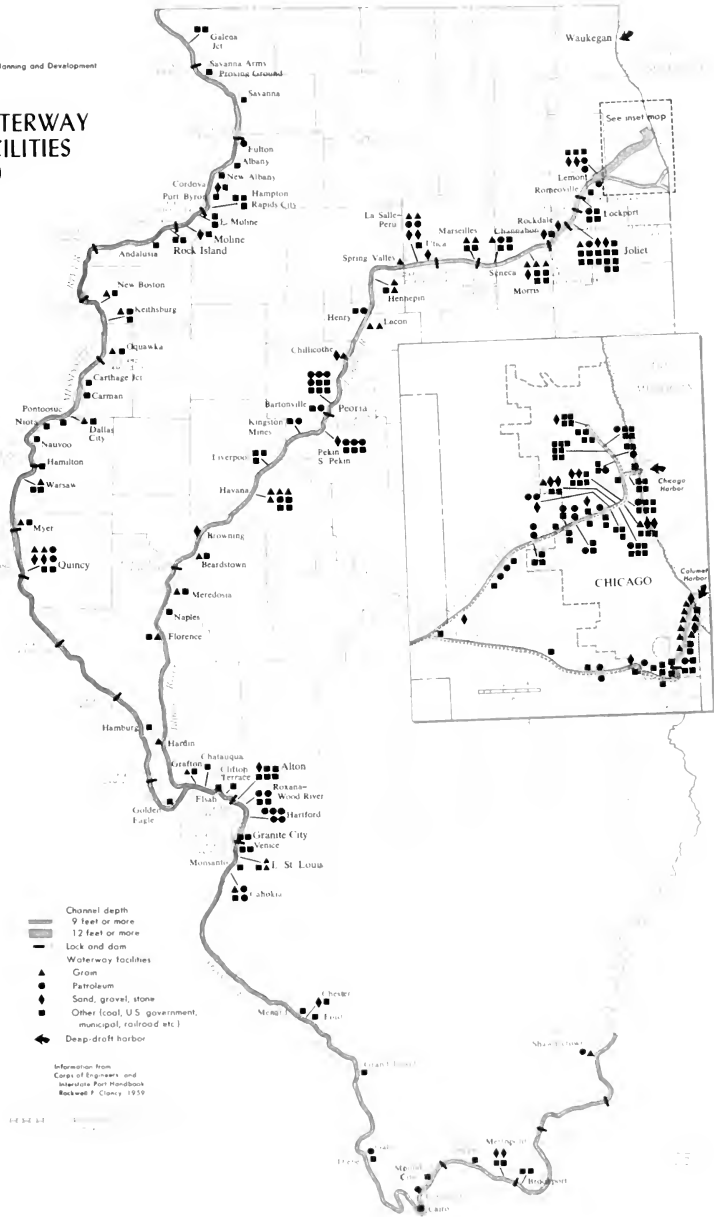 anning and Development
TERWAY
CILITIES
Waukegan
See inset map
Galena
Jct
Savanna Arms
Proving Ground
Savanna
Fulton
Albany
New Albany
Cordova
Port Byron
Hampton
Rapids City
E. Moline
Moline
Rock Island
Andalusia
New Boston
Keithsburg
Oquawka
Carthage Jct
Carman
Pontoosuc
Niota
Dallas
City
Nauvoo
Hamilton
Warsaw
Myer
Quincy
Lemont
Romeoville
Lockport
Rockdale
Joliet
Channahon
Morris
Seneca
Marseilles
Utica
La Salle-
Peru
Spring Valley
Hennepin
Henry
Lacon
Chillicothe
Peoria
Bartonville
Kingston
Mines
Pekin
S Pekin
Liverpool
Havana
Browning
Beardstown
Meredosia
Naples
Florence
Hamburg
Hardin
Grafton
Chatauqua
Clifton
Terrace
Elsah
Golden
Eagle
Alton
Roxana-
Wood River
Hartford
Granite City
Venice
Monsanto
E. St Louis
Cahokia
Chester
Ford
Grand Tower
Shawneetown
Metropolis
Brookport
Mound
City
Cairo
Chicago
Harbor
CHICAGO
Calumet
Harbor
Channel depth
9 feet or more
12 feet or more
Lock and dam
Waterway facilities
Grain
Petroleum
Sand, gravel, stone
Other (coal, U.S. government,
municipal, railroad etc.)
Deep-draft harbor
Information from
Corps of Engineers and
Interstate Port Handbook
Rockwell F. Clancy 1959